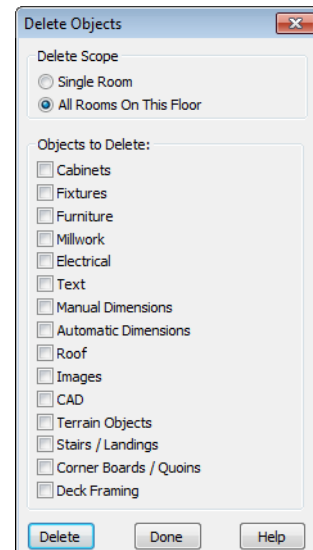 Delete Objects
Delete Scope
Single Room
All Rooms On This Floor
Objects to Delete:
Cabinets
Fixtures
Furniture
Millwork
Electrical
Text
Manual Dimensions
Automatic Dimensions
Roof
Images
CAD
Terrain Objects
Stairs / Landings
Corner Boards / Quoins
Deck Framing
Delete Done Help